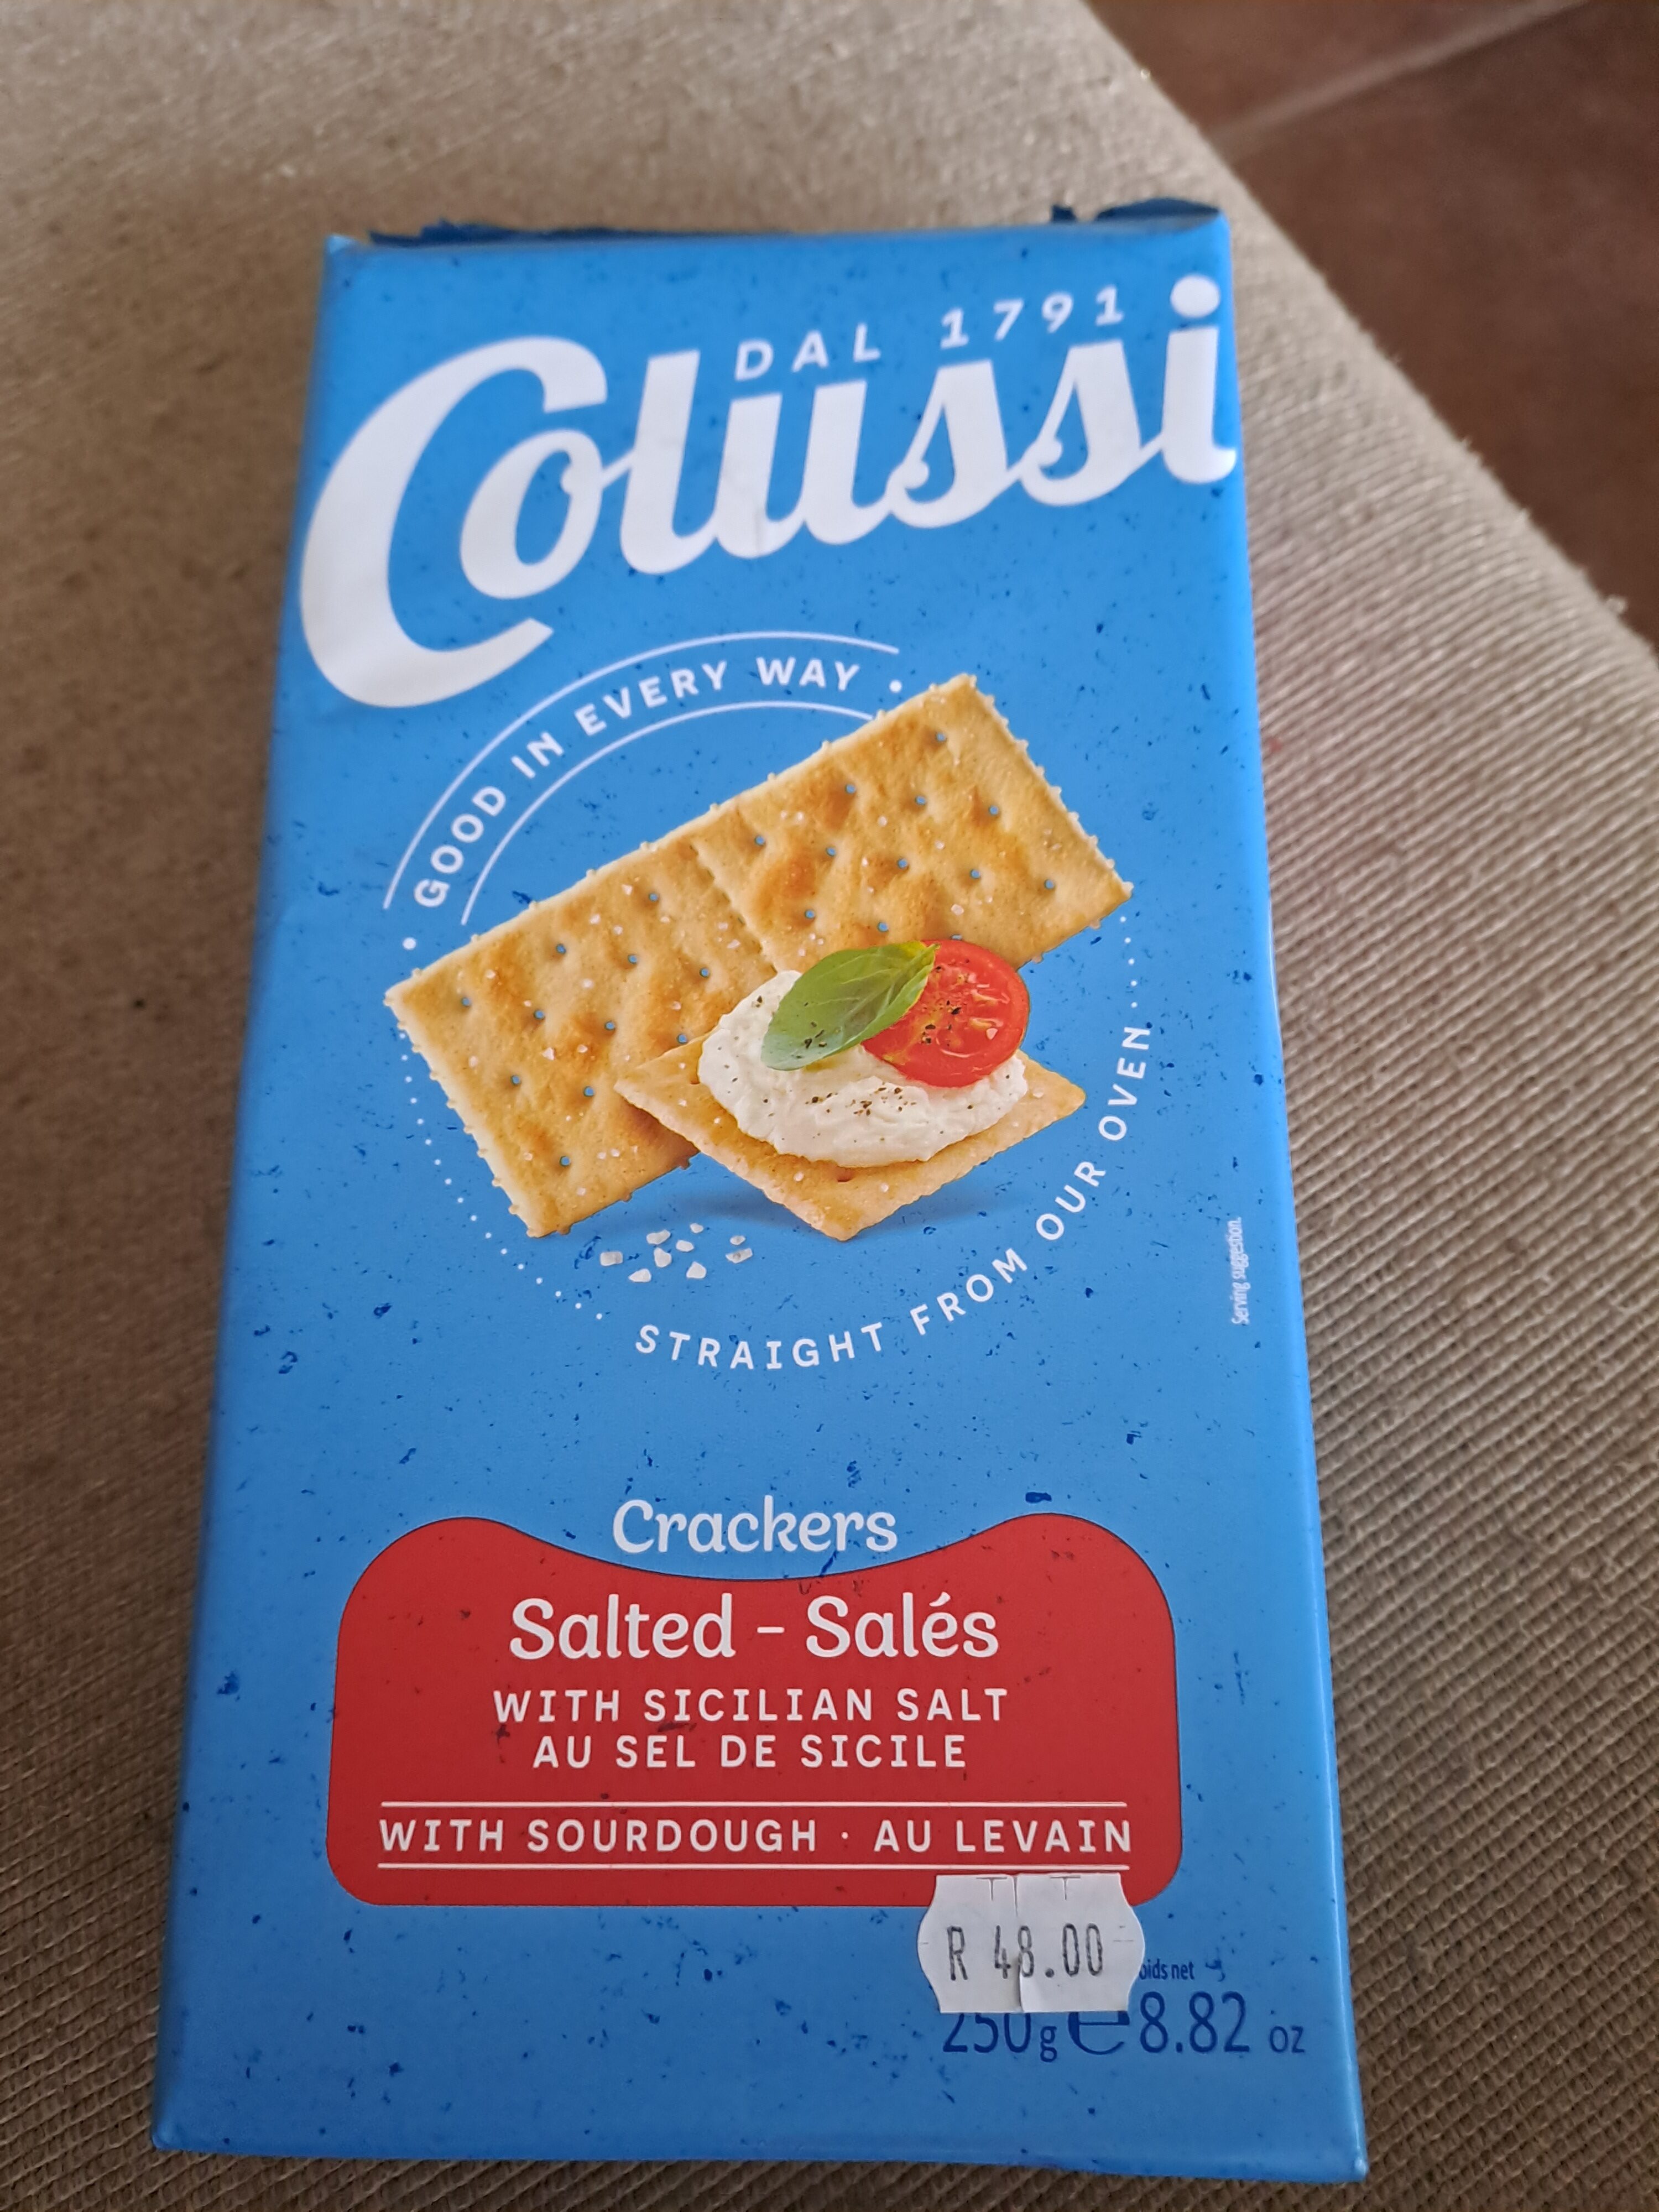 DAL 1791
Colussi
GOOD IN EVERY WAY
STRAIGHT FROM OUR OVEN
Serving suggestion.
Crackers
Salted - Salés
WITH SICILIAN SALT
AU SEL DE SICILE
WITH SOURDOUGH · AU LEVAIN
R 48.00
net
250g e 8.82 oz